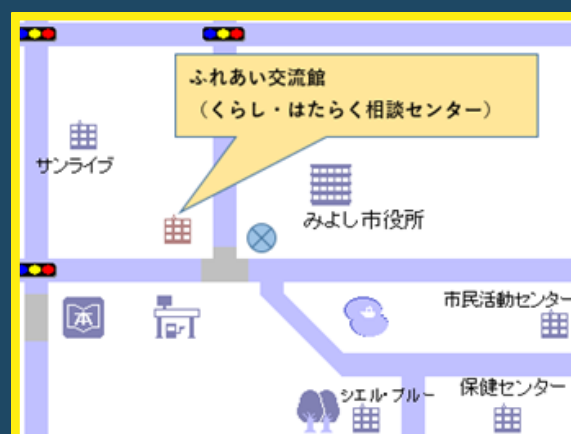 ふれあい交流館
（くらし・はたらく相談センター）
サンライブ
みよし市役所
本
市民活動センター
シエル・ブルー
保健センター